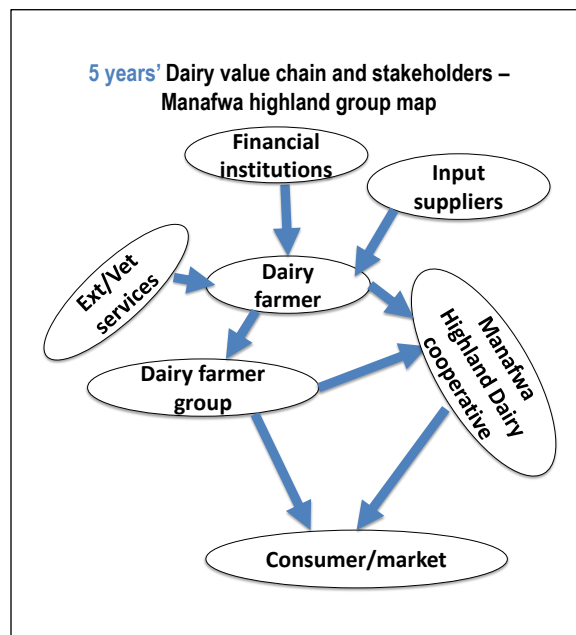 5 years’ Dairy value chain and stakeholders –
Manafwa highland group map
Financial
institutions
Input
suppliers
Ext/Vet
services
Dairy
farmer
Manafwa
Highland Dairy
cooperative
Dairy farmer
group
Consumer/market